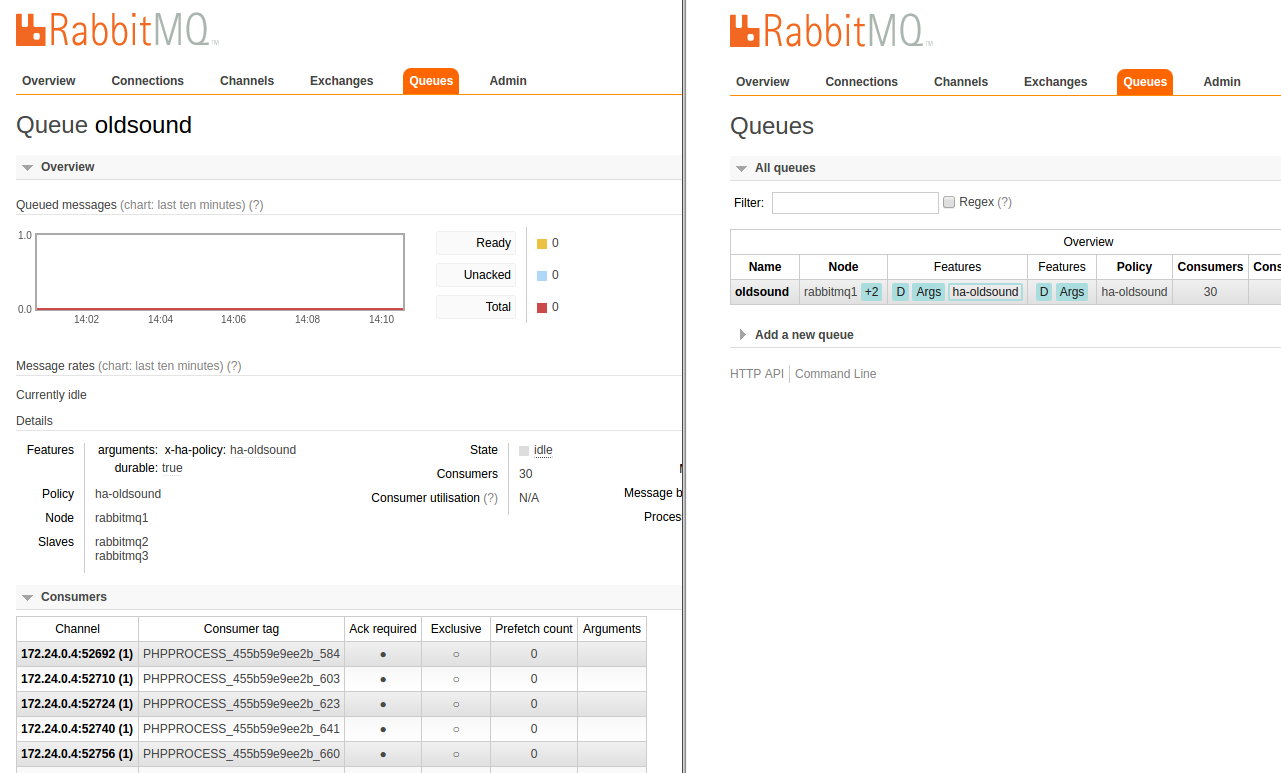 RabbitMQ™
Overview Connections Channels Exchanges Queues Admin
Queue oldsound
Overview
Queued messages (chart: last ten minutes) (?)
1.0
0.0
14:02 14:04 14:06 14:08 14:10
Ready 0
Unacked 0
Total 0
Message rates (chart: last ten minutes) (?)
Currently idle
Details
Features arguments: x-ha-policy: ha-oldsound
durable: true
Policy ha-oldsound
Node rabbitmq1
Slaves rabbitmq2
rabbitmq3
State idle
Consumers 30
Consumer utilisation (?) N/A
Message b
Process
Consumers
Channel Consumer tag Ack required Exclusive Prefetch count Arguments
172.24.0.4:52692 (1) PHPPROCESS_455b59e9ee2b_584 ● ○ 0
172.24.0.4:52710 (1) PHPPROCESS_455b59e9ee2b_603 ● ○ 0
172.24.0.4:52724 (1) PHPPROCESS_455b59e9ee2b_623 ● ○ 0
172.24.0.4:52740 (1) PHPPROCESS_455b59e9ee2b_641 ● ○ 0
172.24.0.4:52756 (1) PHPPROCESS_455b59e9ee2b_660 ● ○ 0
RabbitMQ™
Overview Connections Channels Exchanges Queues Admin
Queues
All queues
Filter: Regex (?)
Overview
Name Node Features Features Policy Consumers Cons
oldsound rabbitmq1 +2 D Args ha-oldsound D Args ha-oldsound 30
Add a new queue
HTTP API Command Line